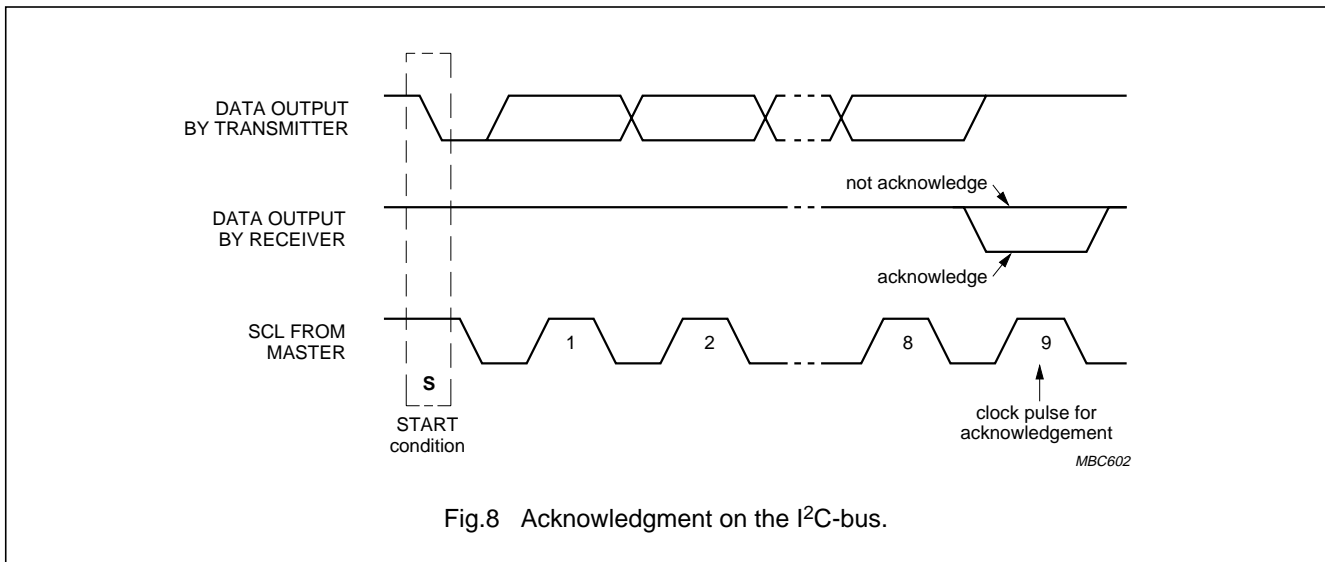 DATA OUTPUT
BY TRANSMITTER
not acknowledge
DATA OUTPUT
BY RECEIVER
acknowledge
SCL FROM
MASTER
1
2
8
9
S
START
condition
clock pulse for
acknowledgement
MBC602
Fig.8 Acknowledgment on the I²C-bus.